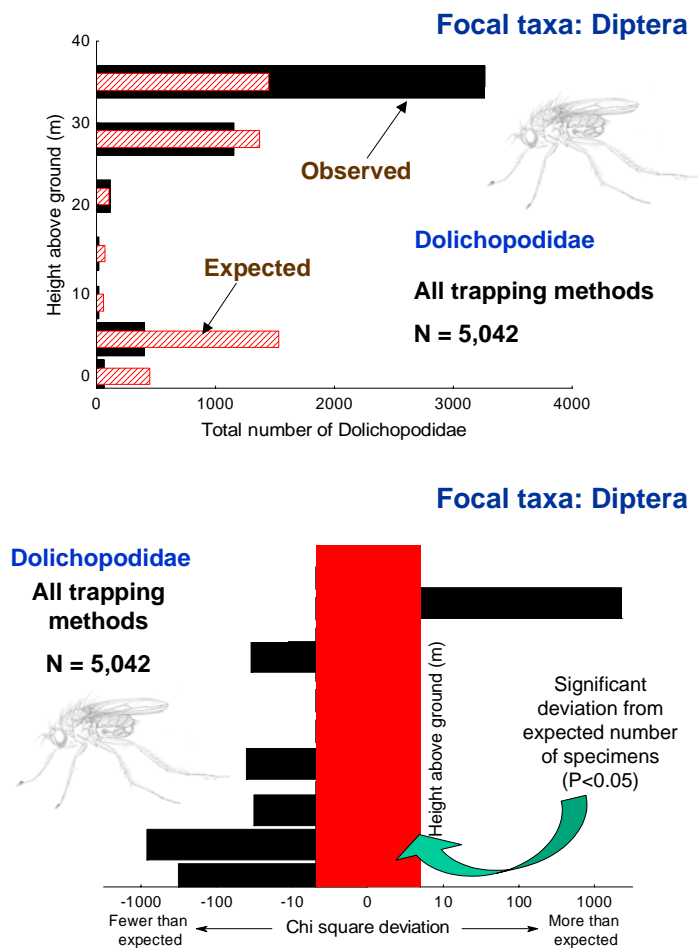 Focal taxa: Diptera
40
30
20
10
0
Height above ground (m)
Observed
Expected
Dolichopodidae
All trapping methods
N = 5,042
0
1000
2000
3000
4000
Total number of Dolichopodidae
Focal taxa: Diptera
Dolichopodidae
All trapping
methods
N = 5,042
Height above ground (m)
Significant
deviation from
expected number
of specimens
(P<0.05)
-1000
-100
-10
0
10
100
1000
Fewer than
expected
Chi square deviation
More than
expected